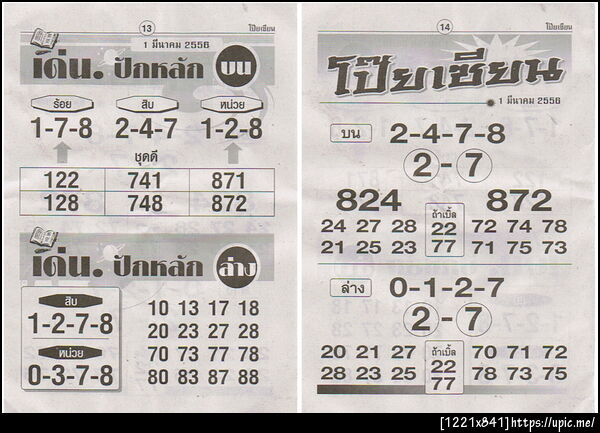 13
โป๊ยเซียน
1 มีนาคม 2556
เด่น. ปักหลัก บน
ร้อย สิบ หน่วย
1-7-8 2-4-7 1-2-8
ชุดดี
122 741 871
128 748 872
เด่น. ปักหลัก ล่าง
สิบ
1-2-7-8
หน่วย
0-3-7-8
10 13 17 18
20 23 27 28
70 73 77 78
80 83 87 88
14
โป๊ยเซียน
โป๊ยเซียน
1 มีนาคม 2556
บน 2-4-7-8
2-7
824 872
24 27 28 ถ้าเบิ้ล 22 72 74 78
21 25 23 77 71 75 73
ล่าง 0-1-2-7
2-7
20 21 27 ถ้าเบิ้ล 22 70 71 72
28 23 25 77 78 73 75
[1221x841]https://upic.me/